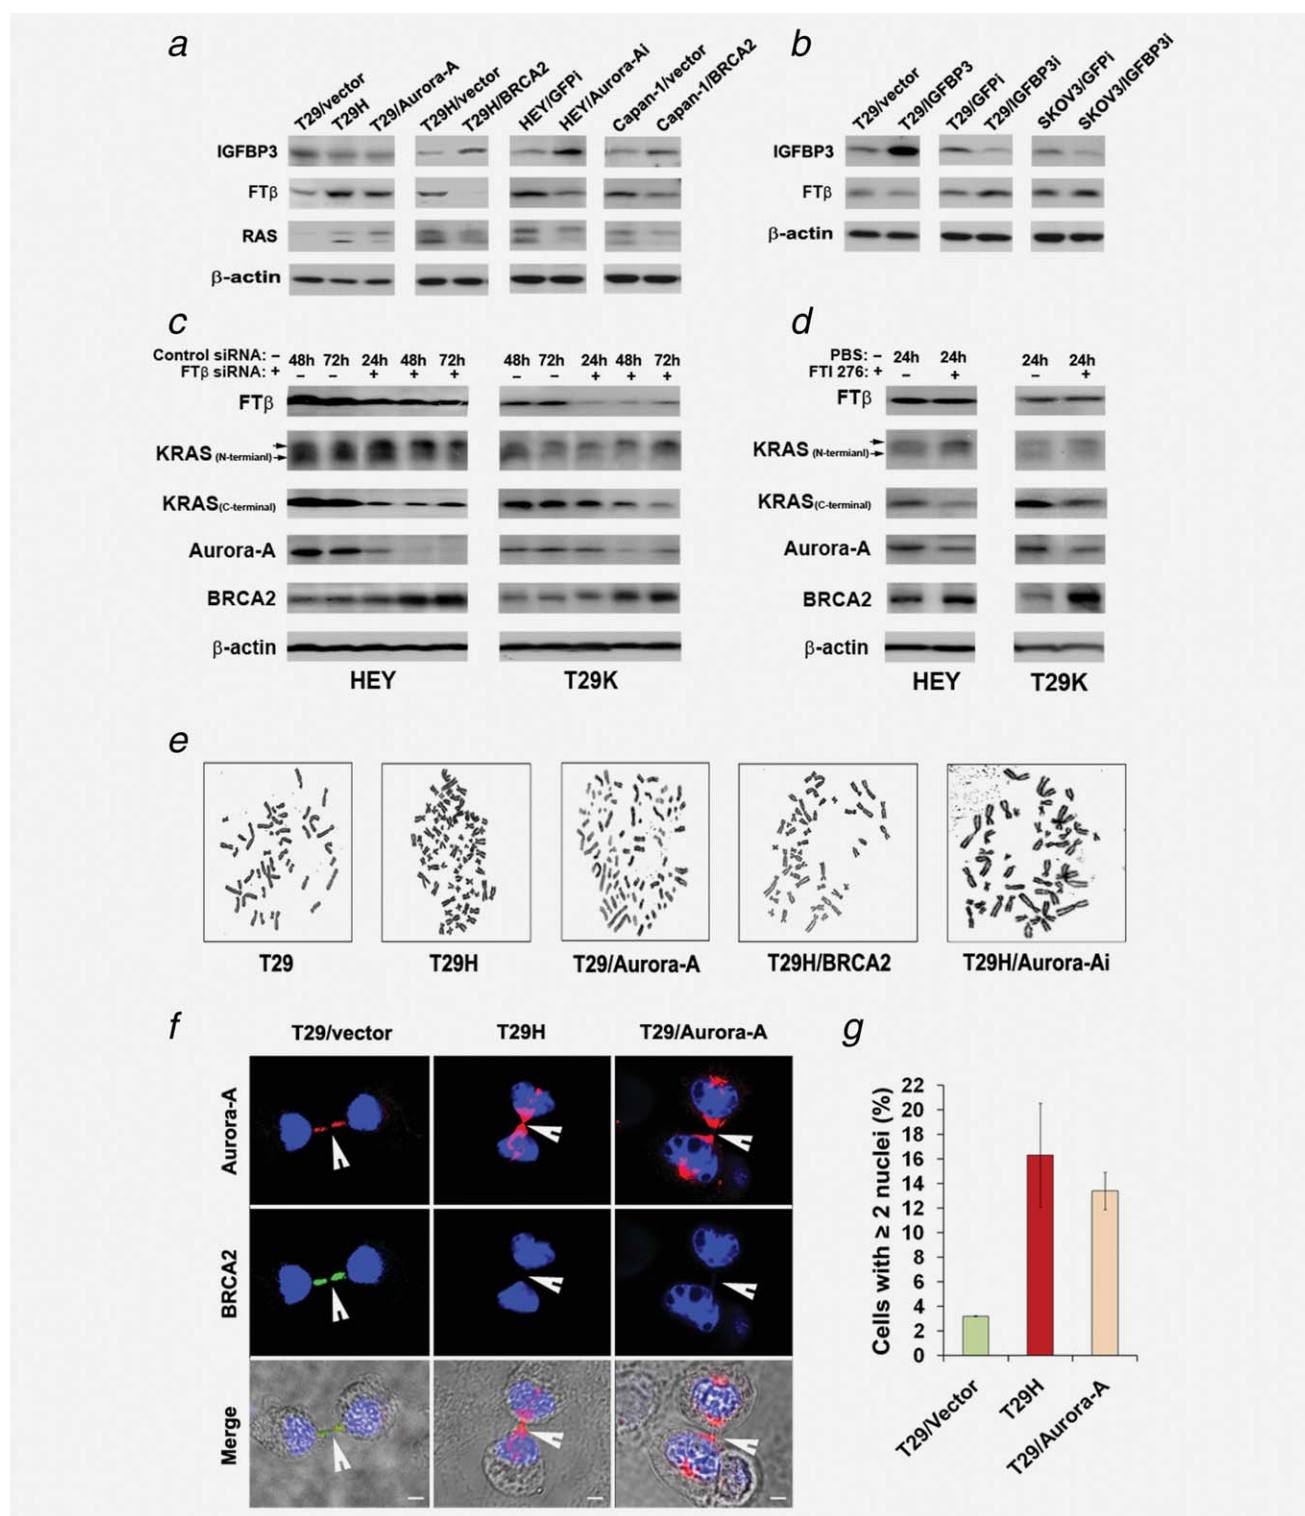 a
T29/vector
T29H
T29/Aurora-A
T29H/vector
T29H/BRCA2
HEY/GFPi
HEY/Aurora-Ai
Capan-1/vector
Capan-1/BRCA2
IGFBP3
FTβ
RAS
β-actin
b
T29/vector
T29/IGFBP3
T29/GFPi
T29/IGFBP3i
SKOV3/GFPi
SKOV3/IGFBP3i
IGFBP3
FTβ
β-actin
c
Control siRNA: – 48h 72h 24h 48h 72h 48h 72h 24h 48h 72h
FTβ siRNA: + – – + + + – – + + +
FTβ
KRAS (N-termianl)
KRAS (C-terminal)
Aurora-A
BRCA2
β-actin
HEY T29K
d
PBS: – 24h 24h 24h 24h
FTI 276: + – + – +
FTβ
KRAS (N-termianl)
KRAS (C-terminal)
Aurora-A
BRCA2
β-actin
HEY T29K
e
T29 T29H T29/Aurora-A T29H/BRCA2 T29H/Aurora-Ai
f
T29/vector T29H T29/Aurora-A
Aurora-A
BRCA2
Merge
g
Cells with ≥ 2 nuclei (%)
22
20
18
16
14
12
10
8
6
4
2
0
T29/Vector
T29H
T29/Aurora-A